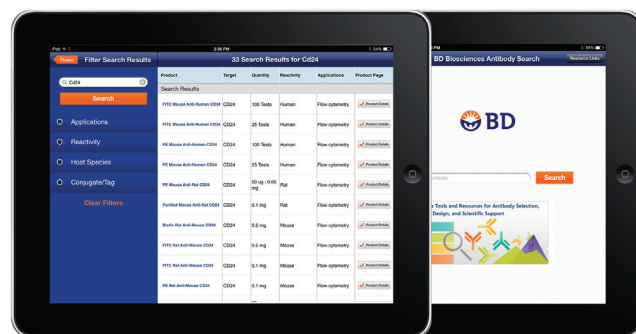 iPad
2:36 PM
54%
Home
Filter Search Results
33 Search Results for Cd24
Cd24
Search
Applications
Reactivity
Host Species
Conjugate/Tag
Clear Filters
Product Target Quantity Reactivity Applications Product Page
Search Results
FITC Mouse Anti-Human CD24 CD24 100 Tests Human Flow cytometry Product Details
FITC Mouse Anti-Human CD24 CD24 25 Tests Human Flow cytometry Product Details
PE Mouse Anti-Human CD24 CD24 100 Tests Human Flow cytometry Product Details
PE Mouse Anti-Human CD24 CD24 25 Tests Human Flow cytometry Product Details
PE Mouse Anti-Rat CD24 CD24 50 ug ; 0.05 mg Rat Flow cytometry Product Details
Purified Mouse Anti-Rat CD24 CD24 0.1 mg Rat Flow cytometry Product Details
Biotin Rat Anti-Mouse CD24 CD24 0.5 mg Mouse Flow cytometry Product Details
FITC Rat Anti-Mouse CD24 CD24 0.5 mg Mouse Flow cytometry Product Details
FITC Rat Anti-Mouse CD24 CD24 0.1 mg Mouse Flow cytometry Product Details
PE Rat Anti-Mouse CD24 CD24 0.1 mg Mouse Flow cytometry Product Details
PM
55%
BD Biosciences Antibody Search
Resource Links
BD
Search
Tools and Resources for Antibody Selection,
Design, and Scientific Support